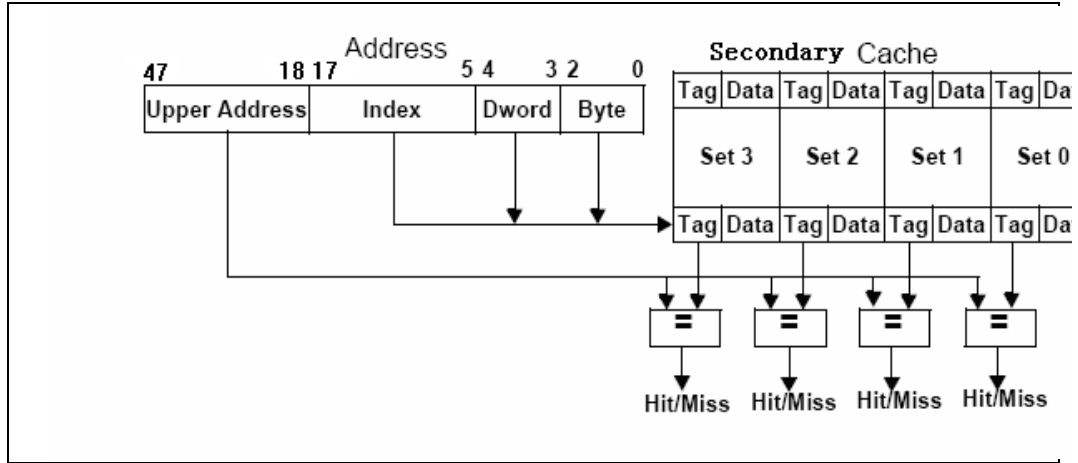 Address
Secondary Cache
47 18 17 5 4 3 2 0
Upper Address Index Dword Byte
Tag Data Tag Data Tag Data Tag
Set 3 Set 2 Set 1 Set 0
Tag Data Tag Data Tag Data Tag
= = = =
Hit/Miss Hit/Miss Hit/Miss Hit/Miss